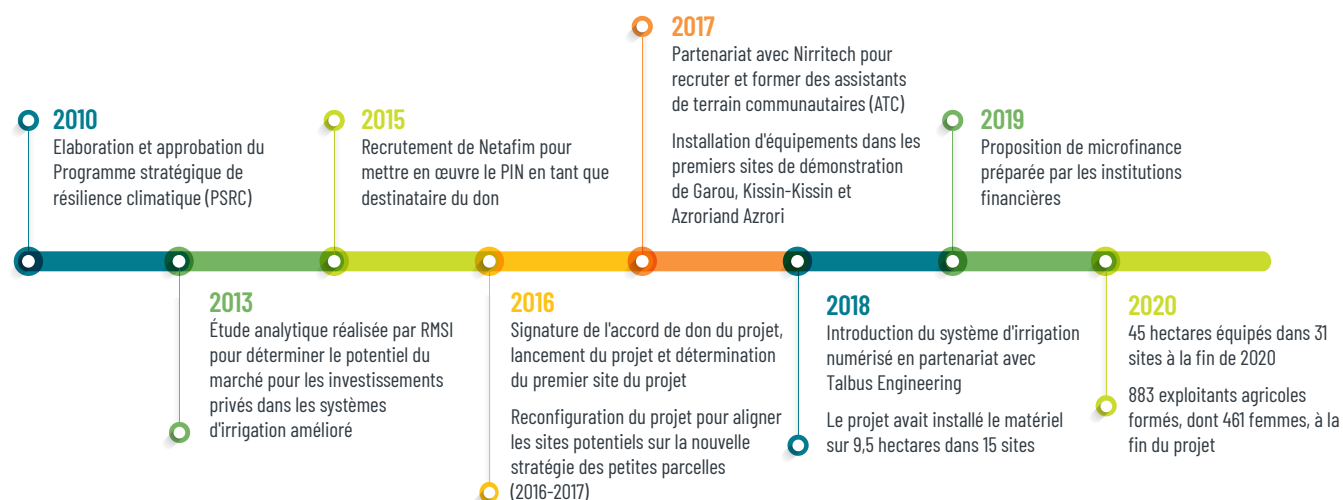 2010
Elaboration et approbation du
Programme stratégique de
résilience climatique (PSRC)
2013
Étude analytique réalisée par RMSI
pour déterminer le potentiel du
marché pour les investissements
privés dans les systèmes
d'irrigation amélioré
2015
Recrutement de Netafim pour
mettre en œuvre le PIN en tant que
destinataire du don
2016
Signature de l'accord de don du projet,
lancement du projet et détermination
du premier site du projet
Reconfiguration du projet pour aligner
les sites potentiels sur la nouvelle
stratégie des petites parcelles
(2016-2017)
2017
Partenariat avec Nirritech pour
recruter et former des assistants
de terrain communautaires (ATC)
Installation d'équipements dans les
premiers sites de démonstration
de Garou, Kissin-Kissin et
Azroriand Azrori
2018
Introduction du système d'irrigation
numérisé en partenariat avec
Talbus Engineering
Le projet avait installé le matériel
sur 9,5 hectares dans 15 sites
2019
Proposition de microfinance
préparée par les institutions
financières
2020
45 hectares équipés dans 31
sites à la fin de 2020
883 exploitants agricoles
formés, dont 461 femmes, à la
fin du projet